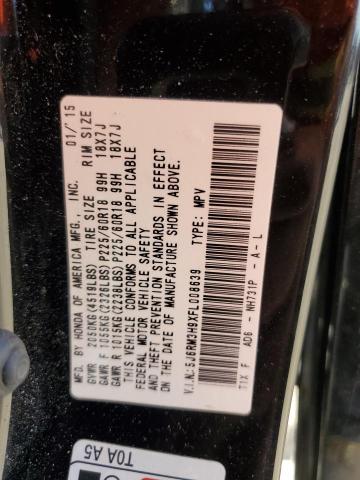 MFD. BY HONDA OF AMERICA MFG., INC. 01/'15
TIRE SIZE RIM SIZE
GVWR 2050KG(4519LBS)
GAWR F 1055KG(2326LBS) P225/60R18 99H 18X7J
GAWR R 1015KG(2238LBS) P225/60R18 99H 18X7J
THIS VEHICLE CONFORMS TO ALL APPLICABLE
FEDERAL MOTOR VEHICLE SAFETY
AND THEFT PREVENTION STANDARDS IN EFFECT
ON THE DATE OF MANUFACTURE SHOWN ABOVE.
V.I.N: 5J6RM3H9XFL008639 TYPE: MPV
T1X F AD6 - NH731P - A - L
T0A A5